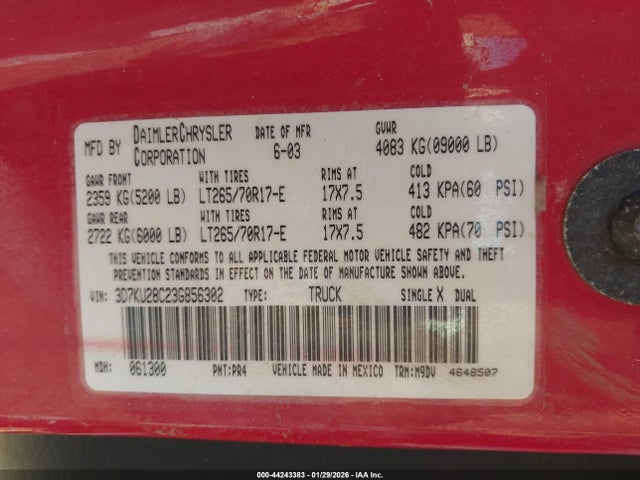 MFD BY DAIMLERCHRYSLER CORPORATION DATE OF MFR 6-03 GVWR 4083 KG(09000 LB)
GAWR FRONT WITH TIRES RIMS AT COLD
2359 KG(5200 LB) LT265/70R17-E 17X7.5 413 KPA(60 PSI)
GAWR REAR WITH TIRES RIMS AT COLD
2722 KG(6000 LB) LT265/70R17-E 17X7.5 482 KPA(70 PSI)
THIS VEHICLE CONFORMS TO ALL APPLICABLE FEDERAL MOTOR VEHICLE SAFETY AND THEFT
PREVENTION STANDARDS IN EFFECT ON THE DATE OF MANUFACTURE SHOWN ABOVE.
VIN: 3D7KU28C23G856302 TYPE: TRUCK SINGLE X DUAL
MDH: 061300 PNT:PR4 VEHICLE MADE IN MEXICO TRM:M9DV 4648507
000-44243383 | 01/29/2026 | IAA Inc.